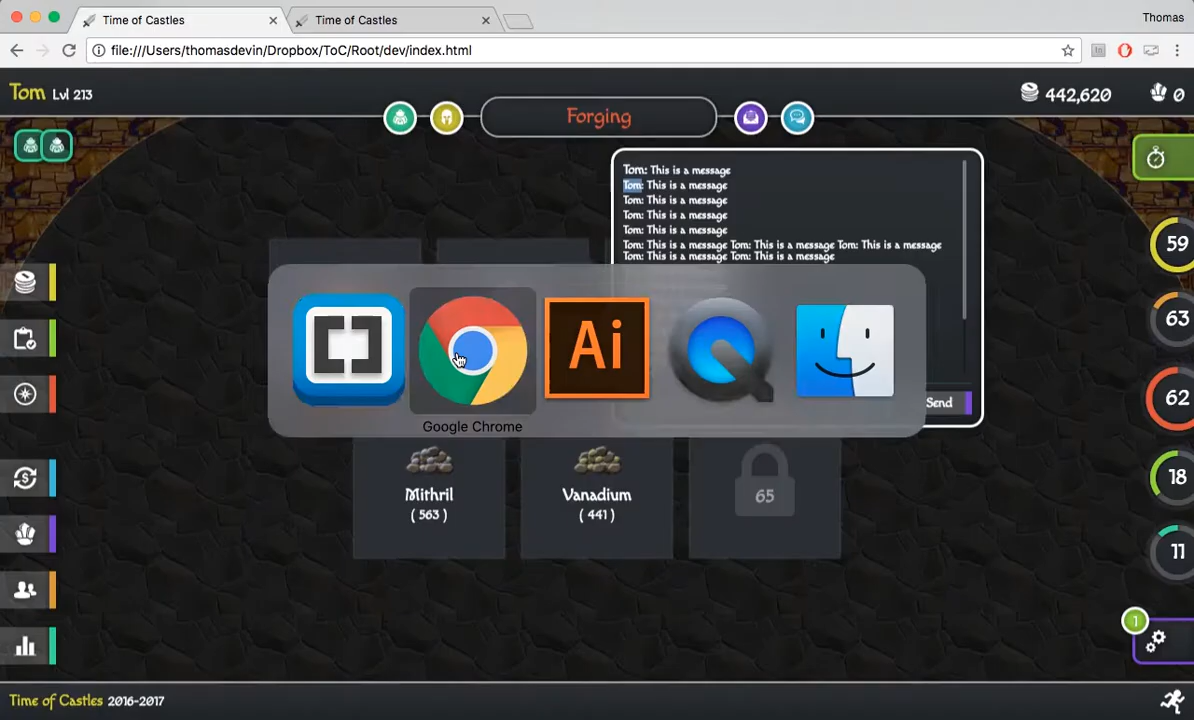 Time of Castles
Time of Castles
Thomas
file:///Users/thomasdevin/Dropbox/ToC/Root/dev/index.html
Tom Lvl 213
Forging
442,620
0
Tom: This is a message
Tom: This is a message
Tom: This is a message
Tom: This is a message
Tom: This is a message
Tom: This is a message Tom: This is a message Tom: This is a message
Tom: This is a message Tom: This is a message
Ai
Google Chrome
Send
59
63
62
18
11
Mithril
( 563 )
Vanadium
( 441 )
65
1
Time of Castles 2016-2017